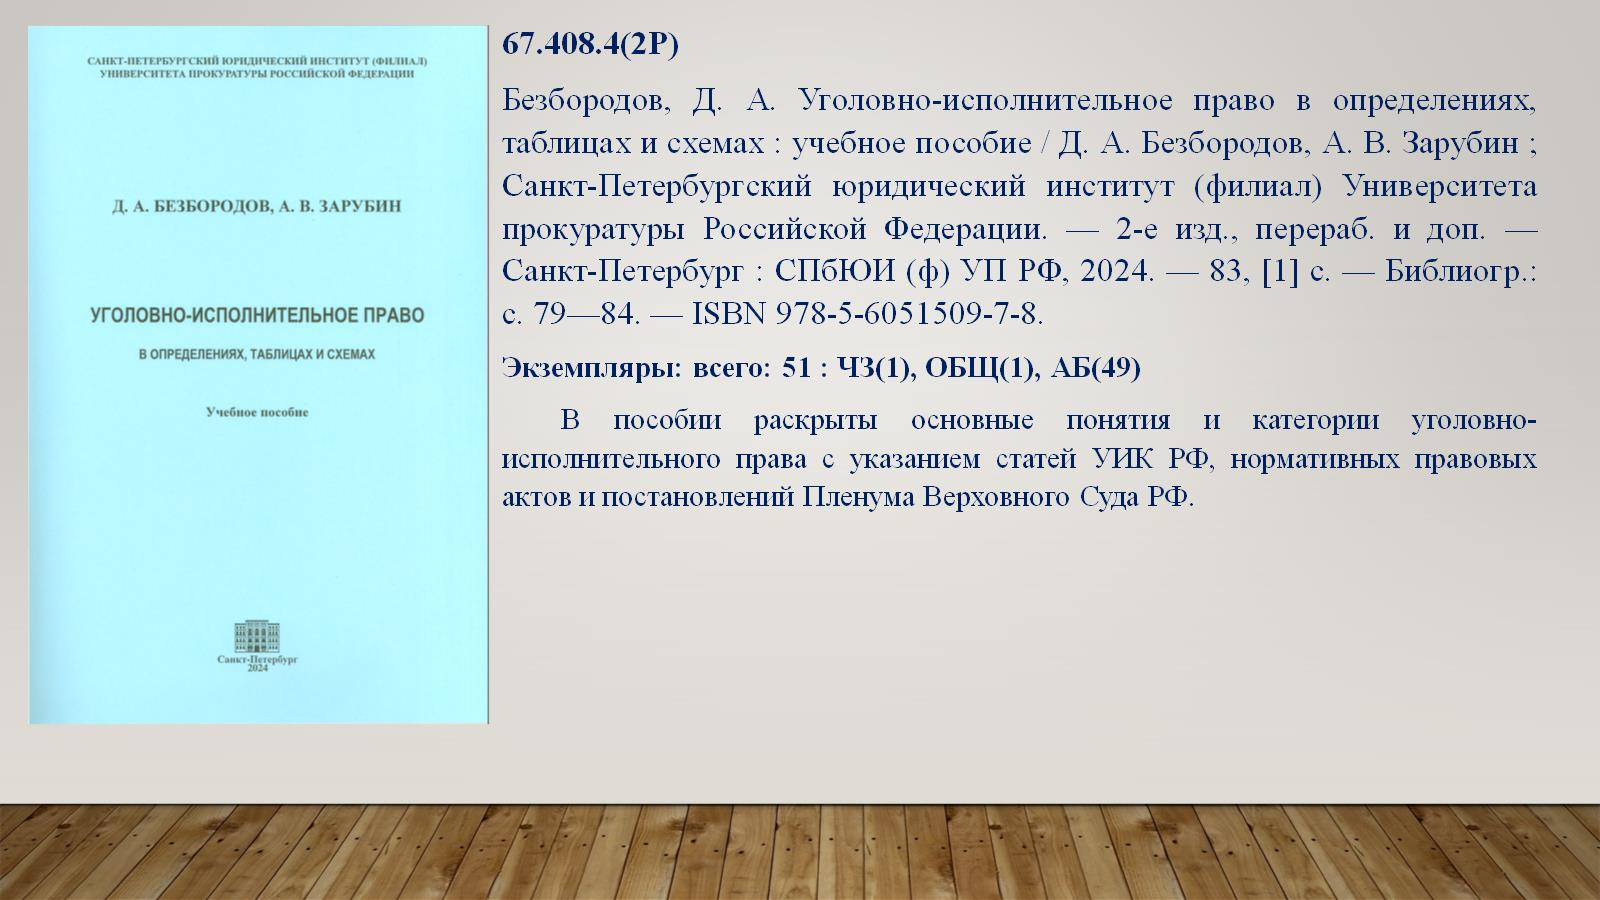 САНКТ-ПЕТЕРБУРГСКИЙ ЮРИДИЧЕСКИЙ ИНСТИТУТ (ФИЛИАЛ)
УНИВЕРСИТЕТА ПРОКУРАТУРЫ РОССИЙСКОЙ ФЕДЕРАЦИИ
Д. А. БЕЗБОРОДОВ, А. В. ЗАРУБИН
УГОЛОВНО-ИСПОЛНИТЕЛЬНОЕ ПРАВО
В ОПРЕДЕЛЕНИЯХ, ТАБЛИЦАХ И СХЕМАХ
Учебное пособие
Санкт-Петербург
2024
67.408.4(2Р)
Безбородов, Д. А. Уголовно-исполнительное право в определениях,
таблицах и схемах : учебное пособие / Д. А. Безбородов, А. В. Зарубин ;
Санкт-Петербургский юридический институт (филиал) Университета
прокуратуры Российской Федерации. — 2-е изд., перераб. и доп. —
Санкт-Петербург : СПбЮИ (ф) УП РФ, 2024. — 83, [1] с. — Библиогр.:
с. 79—84. — ISBN 978-5-6051509-7-8.
Экземпляры: всего: 51 : ЧЗ(1), ОБЩ(1), АБ(49)
В пособии раскрыты основные понятия и категории уголовно-
исполнительного права с указанием статей УИК РФ, нормативных правовых
актов и постановлений Пленума Верховного Суда РФ.